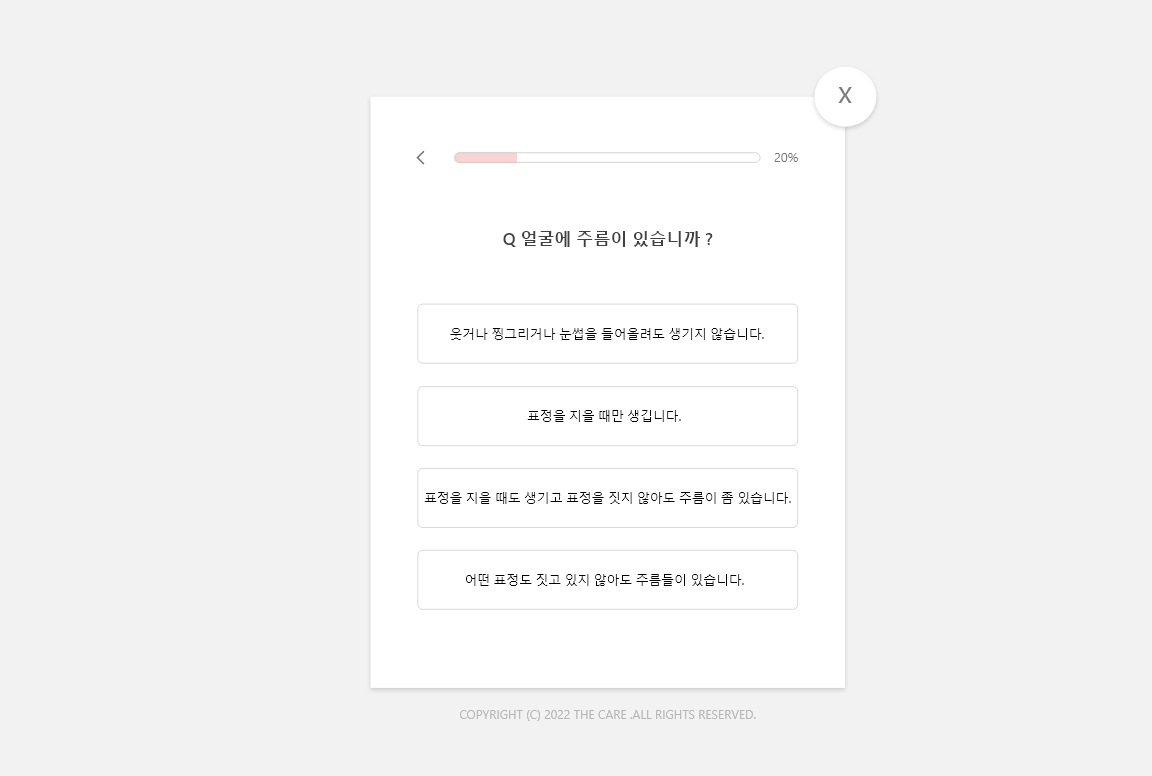 X
20%
Q 얼굴에 주름이 있습니까 ?
웃거나 찡그리거나 눈썹을 들어올려도 생기지 않습니다.
표정을 지을 때만 생깁니다.
표정을 지을 때도 생기고 표정을 짓지 않아도 주름이 좀 있습니다.
어떤 표정도 짓고 있지 않아도 주름들이 있습니다.
COPYRIGHT (C) 2022 THE CARE .ALL RIGHTS RESERVED.